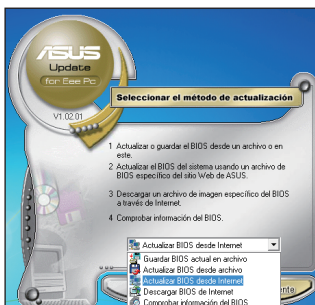 ASUS
Update
for Eee Pc
V1.02.01
Seleccionar el método de actualización
1 Actualizar o guardar el BIOS desde un archivo o en
este.
2 Actualizar el BIOS del sistema usando un archivo de
BIOS específico del sitio Web de ASUS.
3 Descargar un archivo de imagen específico del BIOS
a través de Internet.
4 Comprobar información del BIOS.
Actualizar BIOS desde Internet
Guardar BIOS actual en archivo
Actualizar BIOS desde archivo
Actualizar BIOS desde Internet
Descargar BIOS de Internet
Comprobar información del BIOS